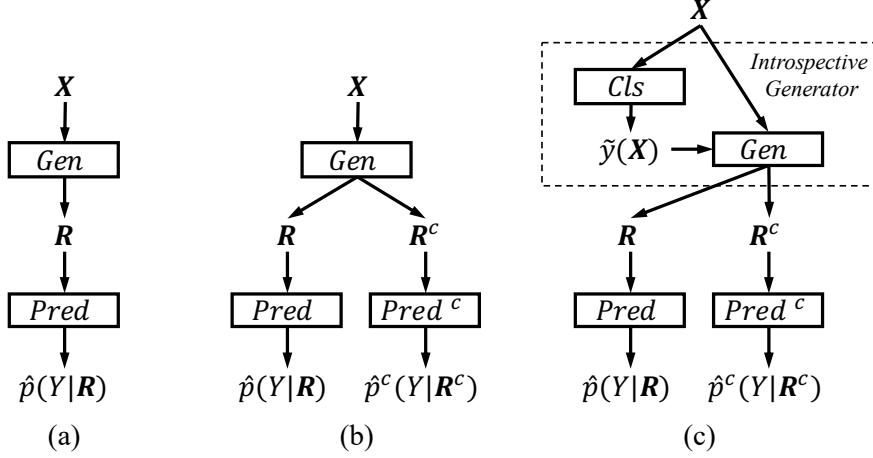 X
Gen
R
Pred
p̂(Y|R)
(a)
X
Gen
R R^c
Pred Pred^c
p̂(Y|R) p̂^c(Y|R^c)
(b)
X
Introspective
Generator
Cls
ỹ(X) Gen
R R^c
Pred Pred^c
p̂(Y|R) p̂^c(Y|R^c)
(c)